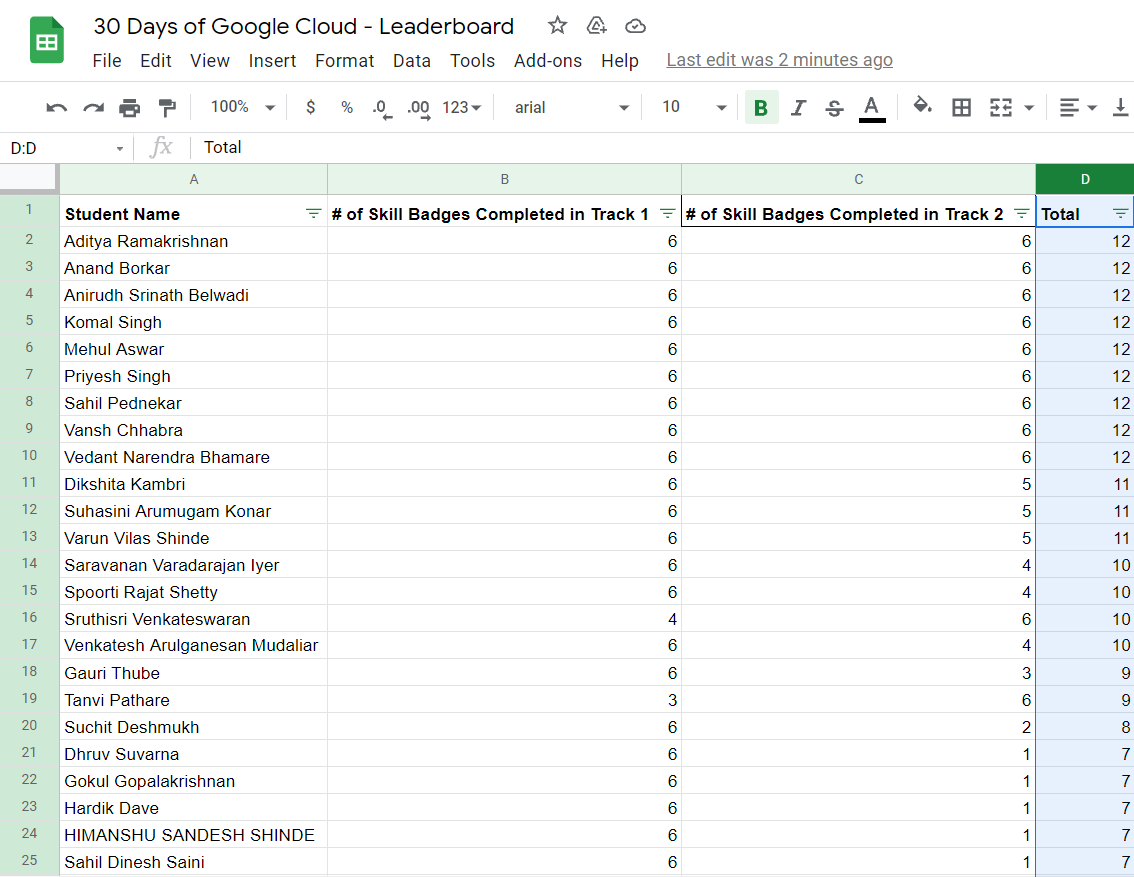 30 Days of Google Cloud - Leaderboard
File Edit View Insert Format Data Tools Add-ons Help Last edit was 2 minutes ago
100% $ % .0 .00 123 arial 10 B I S A
D:D fx Total
A B C D
1 Student Name # of Skill Badges Completed in Track 1 # of Skill Badges Completed in Track 2 Total
2 Aditya Ramakrishnan 6 6 12
3 Anand Borkar 6 6 12
4 Anirudh Srinath Belwadi 6 6 12
5 Komal Singh 6 6 12
6 Mehul Aswar 6 6 12
7 Priyesh Singh 6 6 12
8 Sahil Pednekar 6 6 12
9 Vansh Chhabra 6 6 12
10 Vedant Narendra Bhamare 6 6 12
11 Dikshita Kambri 6 5 11
12 Suhasini Arumugam Konar 6 5 11
13 Varun Vilas Shinde 6 5 11
14 Saravanan Varadarajan Iyer 6 4 10
15 Spoorti Rajat Shetty 6 4 10
16 Sruthisri Venkateswaran 4 6 10
17 Venkatesh Arulganesan Mudaliar 6 4 10
18 Gauri Thube 6 3 9
19 Tanvi Pathare 3 6 9
20 Suchit Deshmukh 6 2 8
21 Dhruv Suvarna 6 1 7
22 Gokul Gopalakrishnan 6 1 7
23 Hardik Dave 6 1 7
24 HIMANSHU SANDESH SHINDE 6 1 7
25 Sahil Dinesh Saini 6 1 7